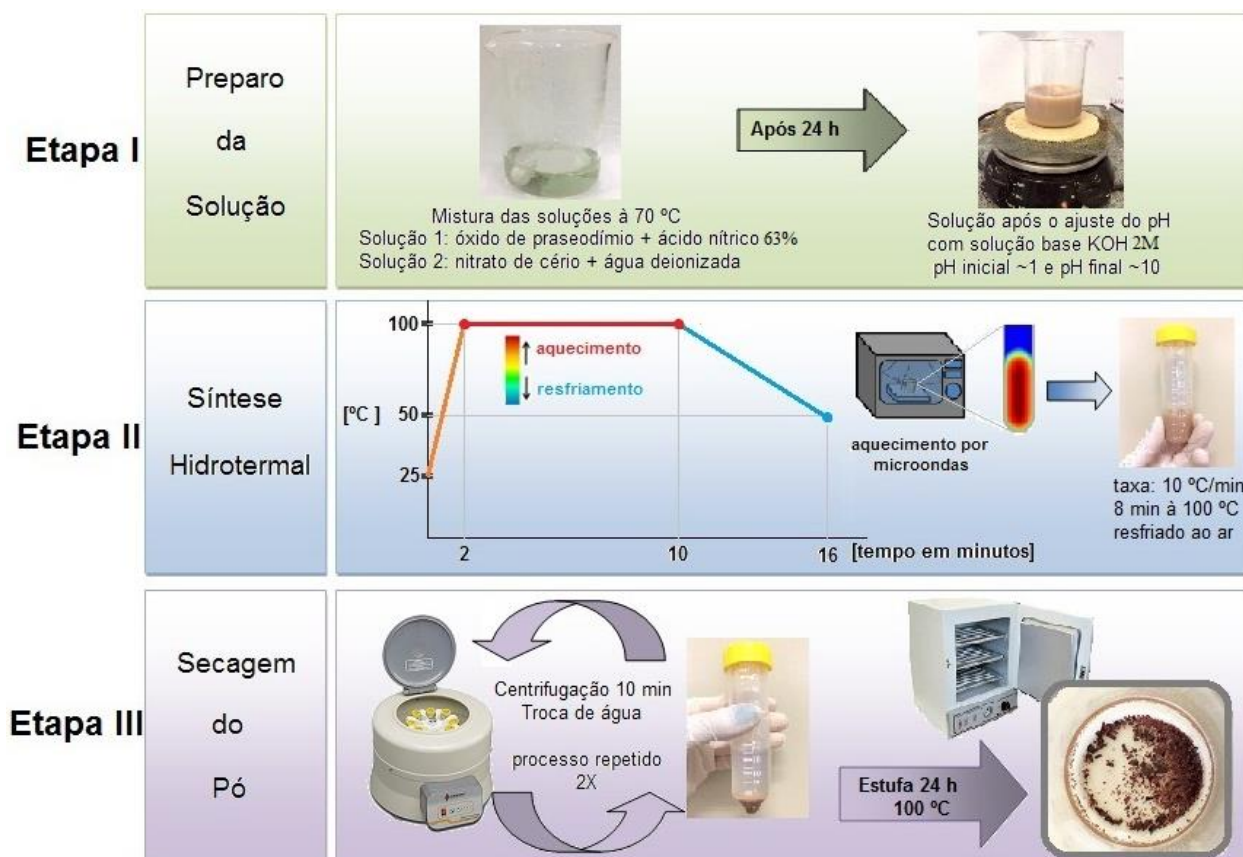 Etapa I
Preparo
da
Solução
Após 24 h
Mistura das soluções à 70 ºC
Solução 1: óxido de praseodímio + ácido nítrico 63%
Solução 2: nitrato de cério + água deionizada
Solução após o ajuste do pH
com solução base KOH 2M
pH inicial ~1 e pH final ~10
Etapa II
Síntese
Hidrotermal
100
50
25
[ºC ]
aquecimento
resfriamento
2
10
16
[tempo em minutos]
aquecimento por
microondas
taxa: 10 ºC/min
8 min à 100 ºC
resfriado ao ar
Etapa III
Secagem
do
Pó
Centrifugação 10 min
Troca de água
processo repetido
2X
Estufa 24 h
100 ºC